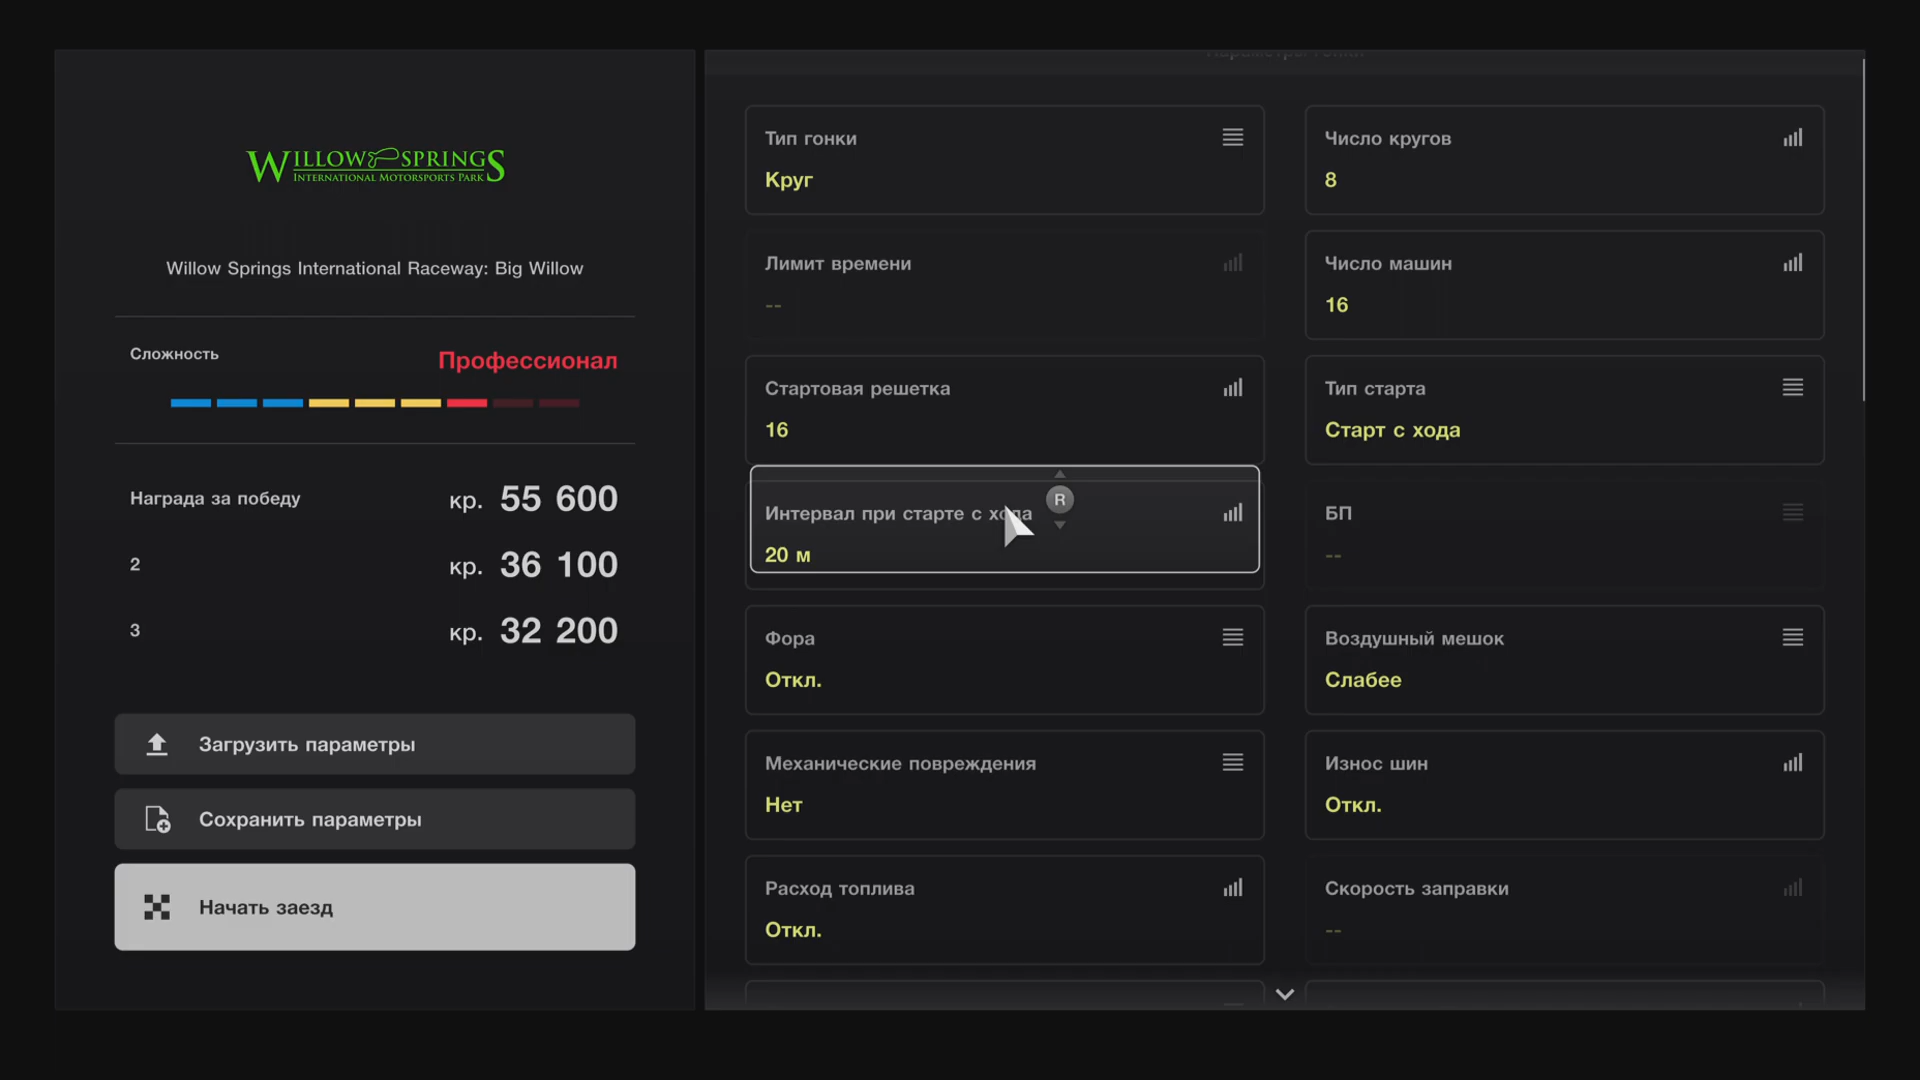 WILLOW SPRINGS
INTERNATIONAL MOTORSPORTS PARK
Willow Springs International Raceway: Big Willow
Сложность
Профессионал
Награда за победу
кр. 55 600
2
кр. 36 100
3
кр. 32 200
Загрузить параметры
Сохранить параметры
Начать заезд
Тип гонки
Круг
Число кругов
8
Лимит времени
--
Число машин
16
Стартовая решетка
16
Тип старта
Старт с хода
Интервал при старте с хода
R
20 м
БП
--
Фора
Откл.
Воздушный мешок
Слабее
Механические повреждения
Нет
Износ шин
Откл.
Расход топлива
Откл.
Скорость заправки
--